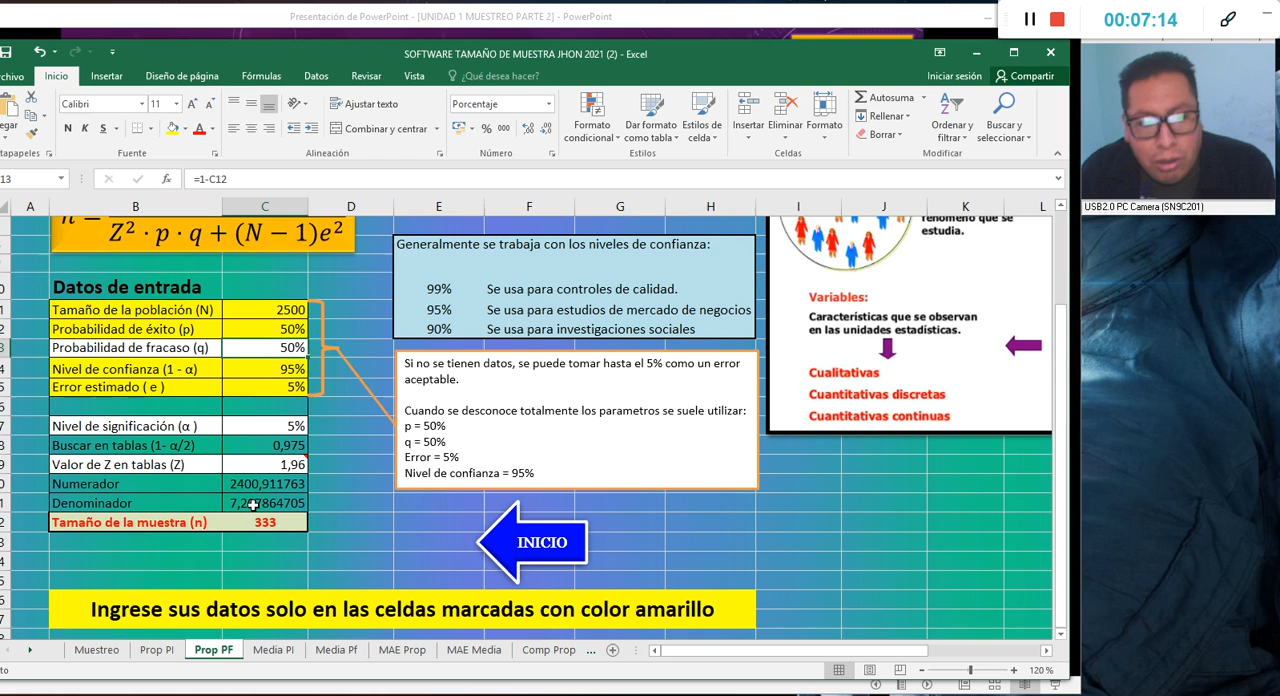 Presentación de PowerPoint - [UNIDAD 1 MUESTREO PARTE 2] - PowerPoint
00:07:14
SOFTWARE TAMAÑO DE MUESTRA JHON 2021 (2) - Excel
rchivo Inicio Insertar Diseño de página Fórmulas Datos Revisar Vista ¿Qué desea hacer? Iniciar sesión Compartir
Calibri 11 Ajustar texto Porcentaje Autosuma
N K S Combinar y centrar % 000 Rellenar
Borrar
egar Formato condicional Dar formato como tabla Estilos de celda Insertar Eliminar Formato Ordenar y filtrar Buscar y seleccionar
tapapeles Fuente Alineación Número Estilos Celdas Modificar
13 fx =1-C12
A B C D E F G H I J K L
Z² · p · q + (N − 1)e²
Datos de entrada
Tamaño de la población (N) 2500
Probabilidad de éxito (p) 50%
Probabilidad de fracaso (q) 50%
Nivel de confianza (1 - α) 95%
Error estimado ( e ) 5%
Nivel de significación (α ) 5%
Buscar en tablas (1- α/2) 0,975
Valor de Z en tablas (Z) 1,96
Numerador 2400,911763
Denominador
Tamaño de la muestra (n) 333
Generalmente se trabaja con los niveles de confianza:
99% Se usa para controles de calidad.
95% Se usa para estudios de mercado de negocios
90% Se usa para investigaciones sociales
Si no se tienen datos, se puede tomar hasta el 5% como un error
aceptable.
Cuando se desconoce totalmente los parametros se suele utilizar:
p = 50%
q = 50%
Error = 5%
Nivel de confianza = 95%
INICIO
fenómeno que se
estudia.
Variables:
Características que se observan
en las unidades estadísticas.
Cualitativas
Cuantitativas discretas
Cuantitativas continuas
Ingrese sus datos solo en las celdas marcadas con color amarillo
Muestreo Prop PI Prop PF Media PI Media Pf MAE Prop MAE Media Comp Prop ...
to 120 %
USB2.0 PC Camera (SN9C201)